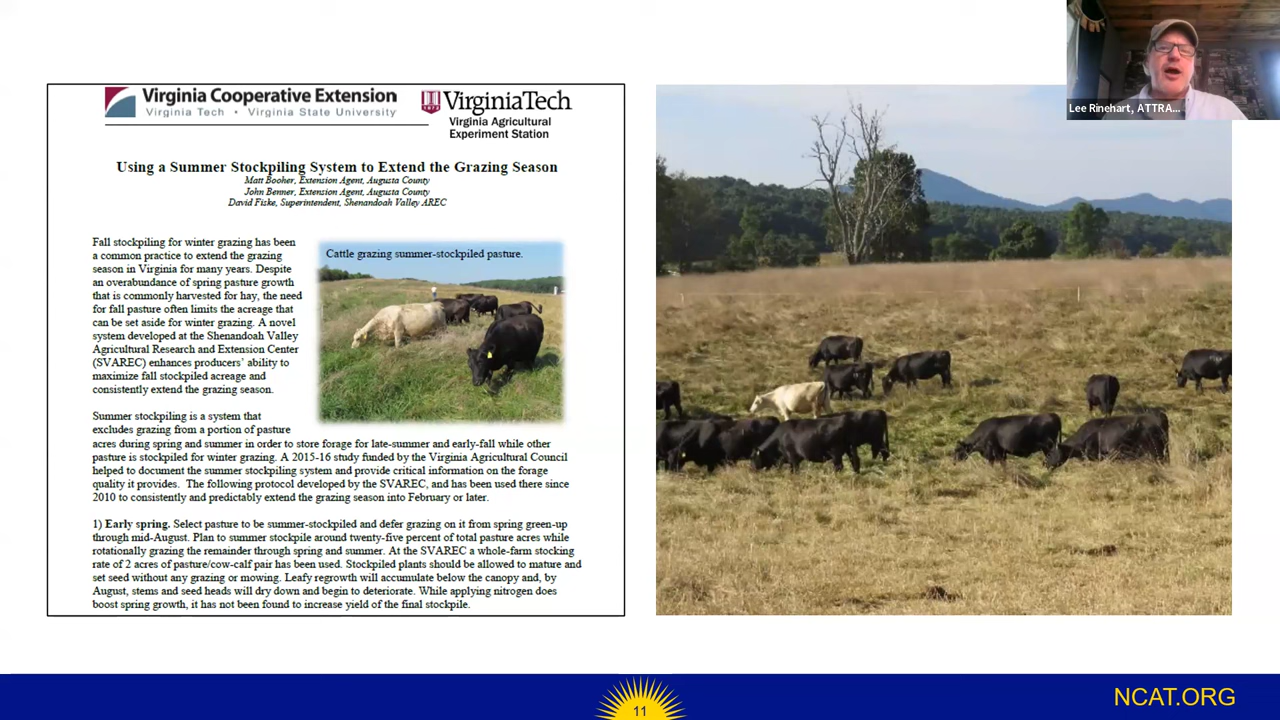 Virginia Cooperative Extension
Virginia Tech • Virginia State University
VirginiaTech
Virginia Agricultural
Experiment Station
Using a Summer Stockpiling System to Extend the Grazing Season
Matt Booher, Extension Agent, Augusta County
John Benner, Extension Agent, Augusta County
David Fiske, Superintendent, Shenandoah Valley AREC
Fall stockpiling for winter grazing has been
a common practice to extend the grazing
season in Virginia for many years. Despite
an overabundance of spring pasture growth
that is commonly harvested for hay, the need
for fall pasture often limits the acreage that
can be set aside for winter grazing. A novel
system developed at the Shenandoah Valley
Agricultural Research and Extension Center
(SVAREC) enhances producers' ability to
maximize fall stockpiled acreage and
consistently extend the grazing season.
Cattle grazing summer-stockpiled pasture.
Summer stockpiling is a system that
excludes grazing from a portion of pasture
acres during spring and summer in order to store forage for late-summer and early-fall while other
pasture is stockpiled for winter grazing. A 2015-16 study funded by the Virginia Agricultural Council
helped to document the summer stockpiling system and provide critical information on the forage
quality it provides. The following protocol developed by the SVAREC, and has been used there since
2010 to consistently and predictably extend the grazing season into February or later.
1) Early spring. Select pasture to be summer-stockpiled and defer grazing on it from spring green-up
through mid-August. Plan to summer stockpile around twenty-five percent of total pasture acres while
rotationally grazing the remainder through spring and summer. At the SVAREC a whole-farm stocking
rate of 2 acres of pasture/cow-calf pair has been used. Stockpiled plants should be allowed to mature and
set seed without any grazing or mowing. Leafy regrowth will accumulate below the canopy and, by
August, stems and seed heads will dry down and begin to deteriorate. While applying nitrogen does
boost spring growth, it has not been found to increase yield of the final stockpile.
Lee Rinehart, ATTRA...
11
NCAT.ORG